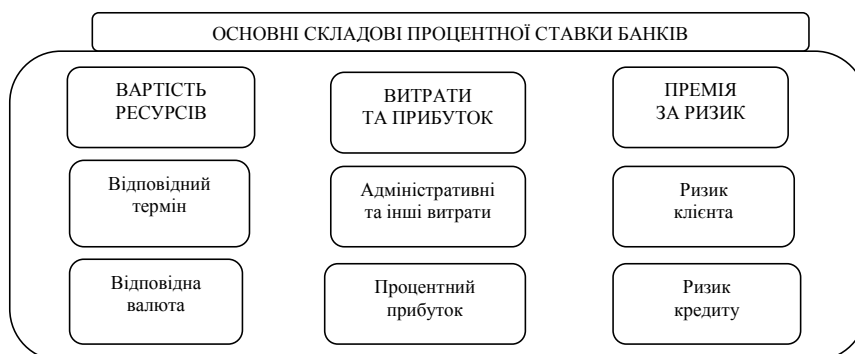 ОСНОВНІ СКЛАДОВІ ПРОЦЕНТНОЇ СТАВКИ БАНКІВ
ВАРТІСТЬ
РЕСУРСІВ
ВИТРАТИ
ТА ПРИБУТОК
ПРЕМІЯ
ЗА РИЗИК
Відповідний
термін
Адміністративні
та інші витрати
Ризик
клієнта
Відповідна
валюта
Процентний
прибуток
Ризик
кредиту